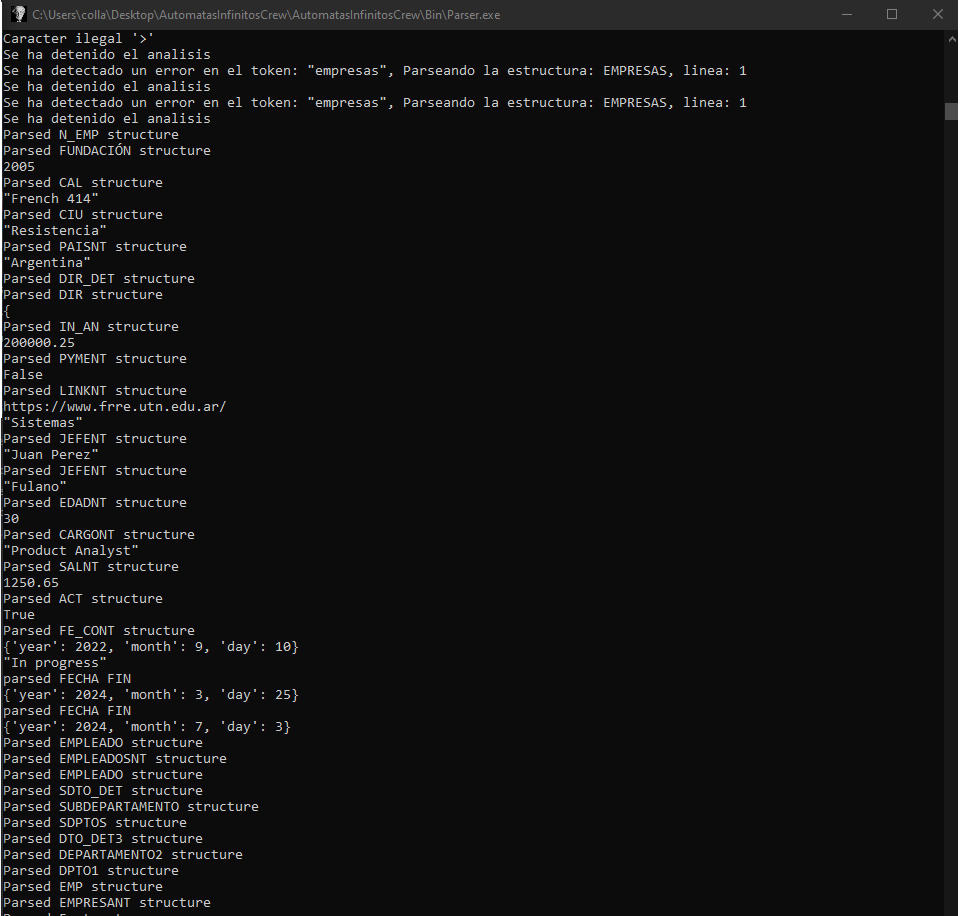 C:\Users\colla\Desktop\AutomatasInfinitosCrew\AutomatasInfinitosCrew\Bin\Parser.exe
Caracter ilegal '>'
Se ha detenido el analisis
Se ha detectado un error en el token: "empresas", Parseando la estructura: EMPRESAS, linea: 1
Se ha detenido el analisis
Se ha detectado un error en el token: "empresas", Parseando la estructura: EMPRESAS, linea: 1
Se ha detenido el analisis
Parsed N_EMP structure
Parsed FUNDACIÓN structure
2005
Parsed CAL structure
"French 414"
Parsed CIU structure
"Resistencia"
Parsed PAISNT structure
"Argentina"
Parsed DIR_DET structure
Parsed DIR structure
{
Parsed IN_AN structure
200000.25
Parsed PYMENT structure
False
Parsed LINKNT structure
https://www.frre.utn.edu.ar/
"Sistemas"
Parsed JEFENT structure
"Juan Perez"
Parsed JEFENT structure
"Fulano"
Parsed EDADNT structure
30
Parsed CARGONT structure
"Product Analyst"
Parsed SALNT structure
1250.65
Parsed ACT structure
True
Parsed FE_CONT structure
{'year': 2022, 'month': 9, 'day': 10}
"In progress"
parsed FECHA FIN
{'year': 2024, 'month': 3, 'day': 25}
parsed FECHA FIN
{'year': 2024, 'month': 7, 'day': 3}
Parsed EMPLEADO structure
Parsed EMPLEADOSNT structure
Parsed EMPLEADO structure
Parsed SDTO_DET structure
Parsed SUBDEPARTAMENTO structure
Parsed SDPTOS structure
Parsed DTO_DET3 structure
Parsed DEPARTAMENTO2 structure
Parsed DPTO1 structure
Parsed EMP structure
Parsed EMPRESANT structure